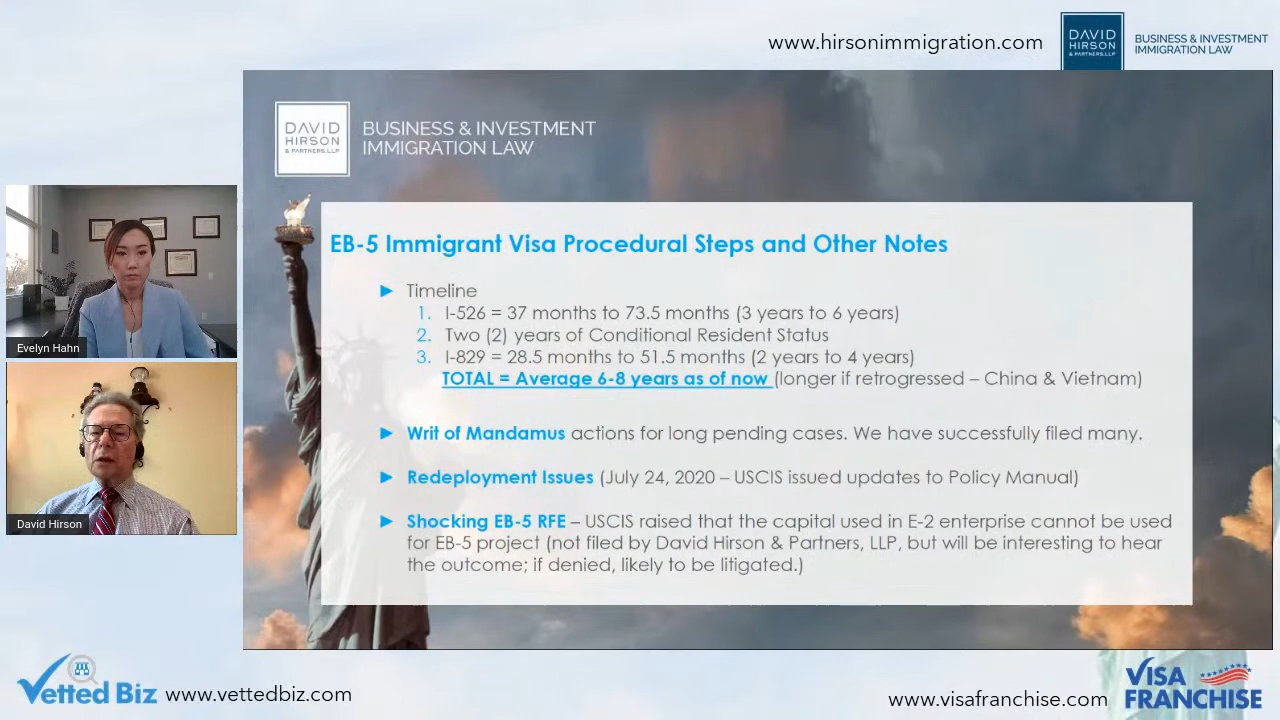 www.hirsonimmigration.com
DAVID
HIRSON
& PARTNERS, LLP
BUSINESS & INVESTMENT
IMMIGRATION LAW
DAVID
HIRSON
& PARTNERS, LLP
BUSINESS & INVESTMENT
IMMIGRATION LAW
EB-5 Immigrant Visa Procedural Steps and Other Notes
► Timeline
1. I-526 = 37 months to 73.5 months (3 years to 6 years)
2. Two (2) years of Conditional Resident Status
3. I-829 = 28.5 months to 51.5 months (2 years to 4 years)
TOTAL = Average 6-8 years as of now (longer if retrogressed – China & Vietnam)
► Writ of Mandamus actions for long pending cases. We have successfully filed many.
► Redeployment Issues (July 24, 2020 – USCIS issued updates to Policy Manual)
► Shocking EB-5 RFE – USCIS raised that the capital used in E-2 enterprise cannot be used
for EB-5 project (not filed by David Hirson & Partners, LLP, but will be interesting to hear
the outcome; if denied, likely to be litigated.)
Evelyn Hahn
David Hirson
Vetted Biz
www.vettedbiz.com
www.visafranchise.com
VISA
FRANCHISE